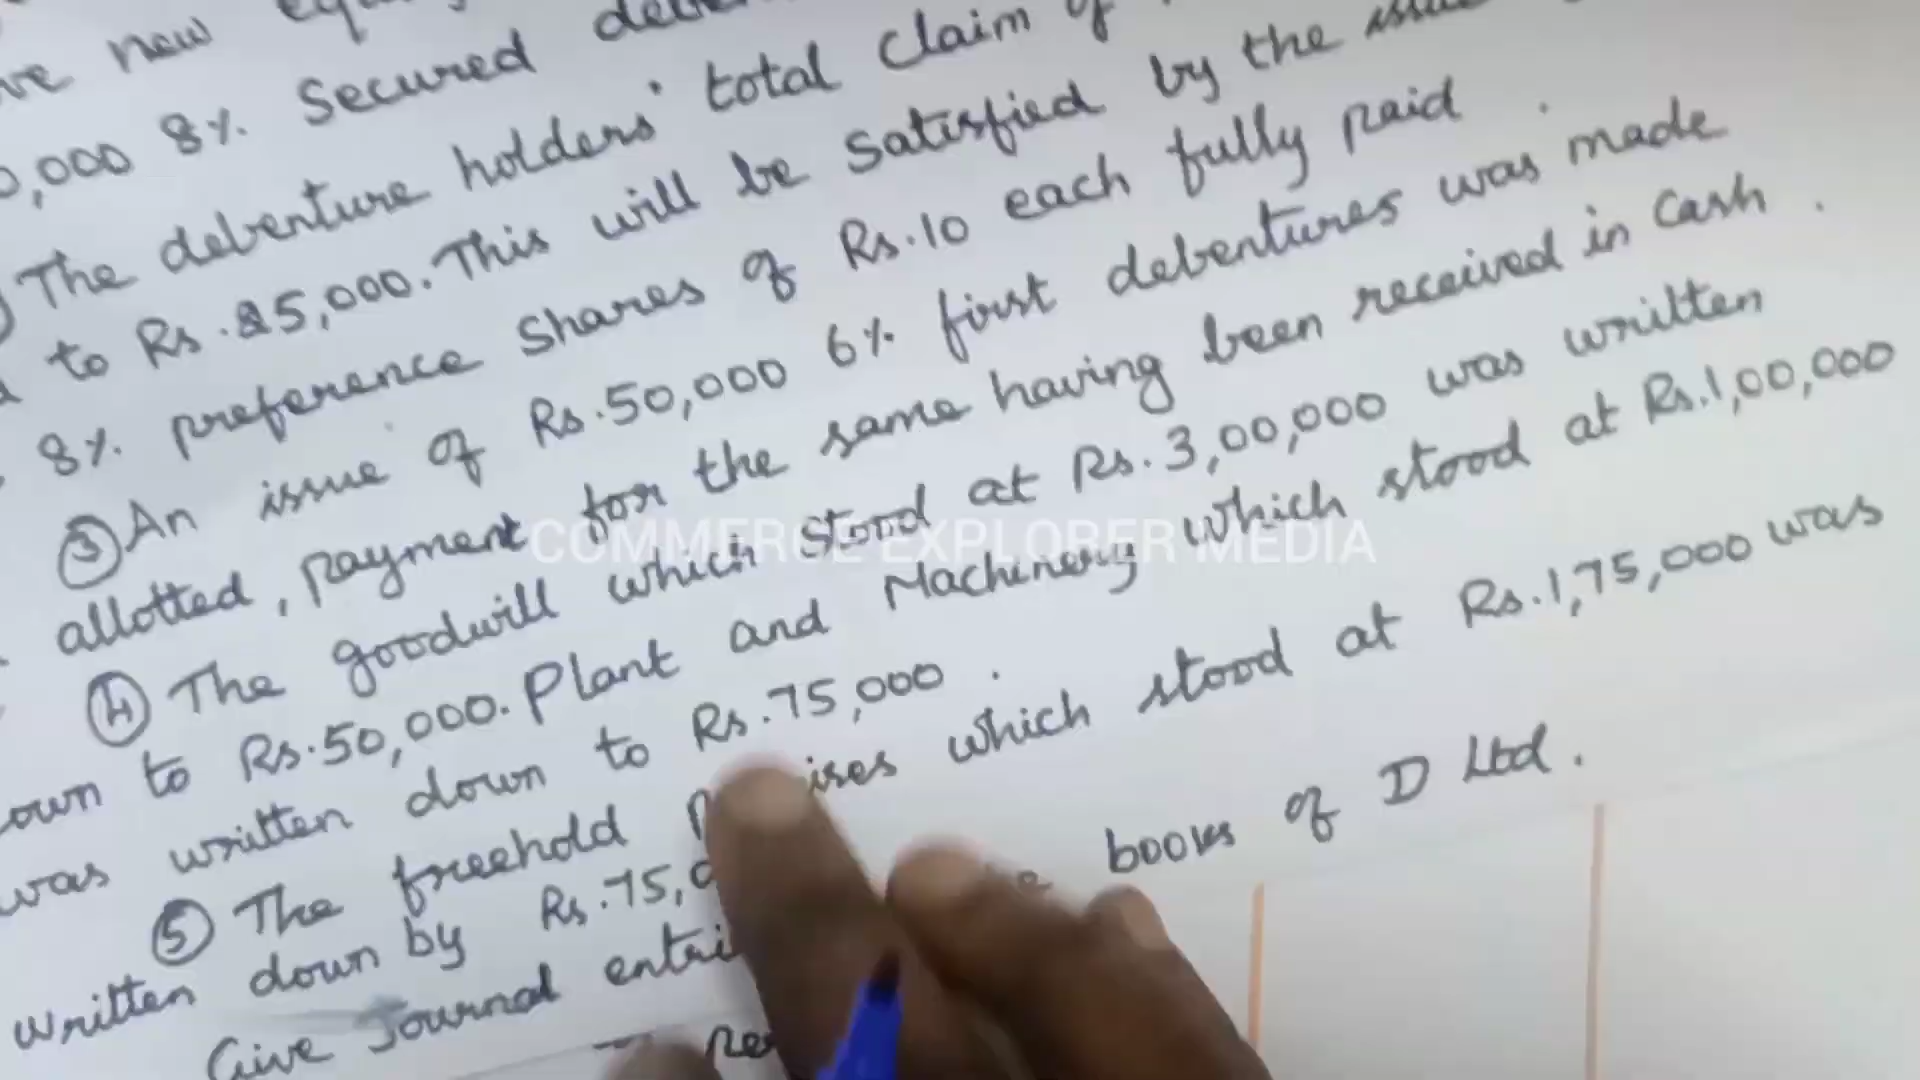 new
0,000 8%. Secured
The debenture holders' total claim of
to Rs. 25,000. This will be satisfied by the issue
8%. preference shares of Rs.10 each fully paid.
③ An issue of Rs.50,000 6% first debentures was made
allotted, payment for the same having been received in cash.
④ The goodwill which stood at Rs.3,00,000 was written
own to Rs.50,000. Plant and Machinery which stood at Rs.1,00,000
was written down to Rs.75,000.
⑤ The freehold which stood at Rs.1,75,000 was
written down by Rs.75,0
Give Journal books of D Ltd.
COMMERCE EXPLORER MEDIA